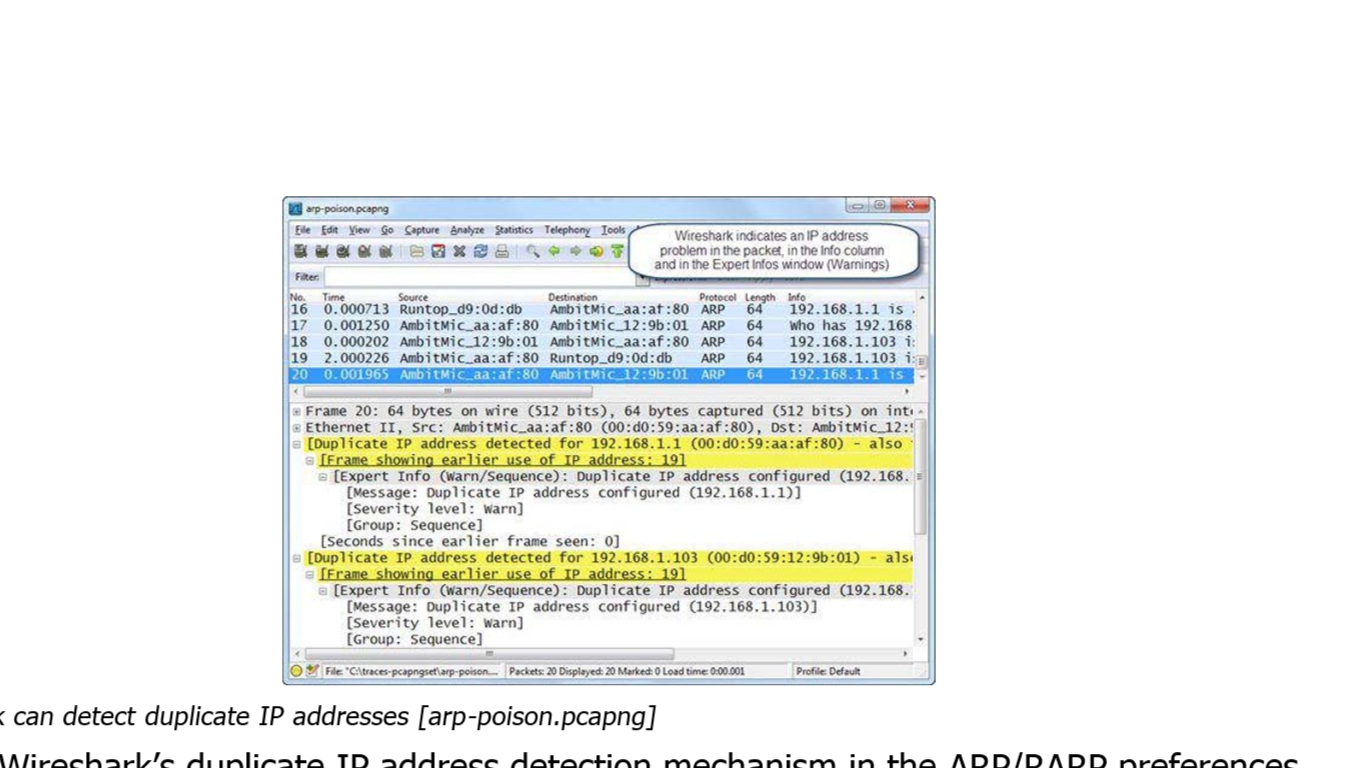 arp-poison.pcapng
File Edit View Go Capture Analyze Statistics Telephony Tools
Wireshark indicates an IP address
problem in the packet, in the Info column
and in the Expert Infos window (Warnings)
Filter:
No. Time Source Destination Protocol Length Info
16 0.000713 Runtop_d9:0d:db AmbitMic_aa:af:80 ARP 64 192.168.1.1 is
17 0.001250 AmbitMic_aa:af:80 AmbitMic_12:9b:01 ARP 64 Who has 192.168
18 0.000202 AmbitMic_12:9b:01 AmbitMic_aa:af:80 ARP 64 192.168.1.103
19 2.000226 AmbitMic_aa:af:80 Runtop_d9:0d:db ARP 64 192.168.1.103
20 0.001965 AmbitMic_aa:af:80 AmbitMic_12:9b:01 ARP 64 192.168.1.1 is
Frame 20: 64 bytes on wire (512 bits), 64 bytes captured (512 bits) on
Ethernet II, Src: AmbitMic_aa:af:80 (00:d0:59:aa:af:80), Dst: AmbitMic_12:
[Duplicate IP address detected for 192.168.1.1 (00:d0:59:aa:af:80) - also
[Frame showing earlier use of IP address: 19]
[Expert Info (Warn/Sequence): Duplicate IP address configured (192.168.
[Message: Duplicate IP address configured (192.168.1.1)]
[Severity level: Warn]
[Group: Sequence]
[Seconds since earlier frame seen: 0]
[Duplicate IP address detected for 192.168.1.103 (00:d0:59:12:9b:01) - also
[Frame showing earlier use of IP address: 19]
[Expert Info (Warn/Sequence): Duplicate IP address configured (192.168.
[Message: Duplicate IP address configured (192.168.1.103)]
[Severity level: Warn]
[Group: Sequence]
File: "C:\traces-pcapngset\arp-poison.... Packets: 20 Displayed: 20 Marked: 0 Load time: 0:00.001 Profile: Default
k can detect duplicate IP addresses [arp-poison.pcapng]
Wireshark's duplicate IP address detection mechanism in the ARP/RARP preferences